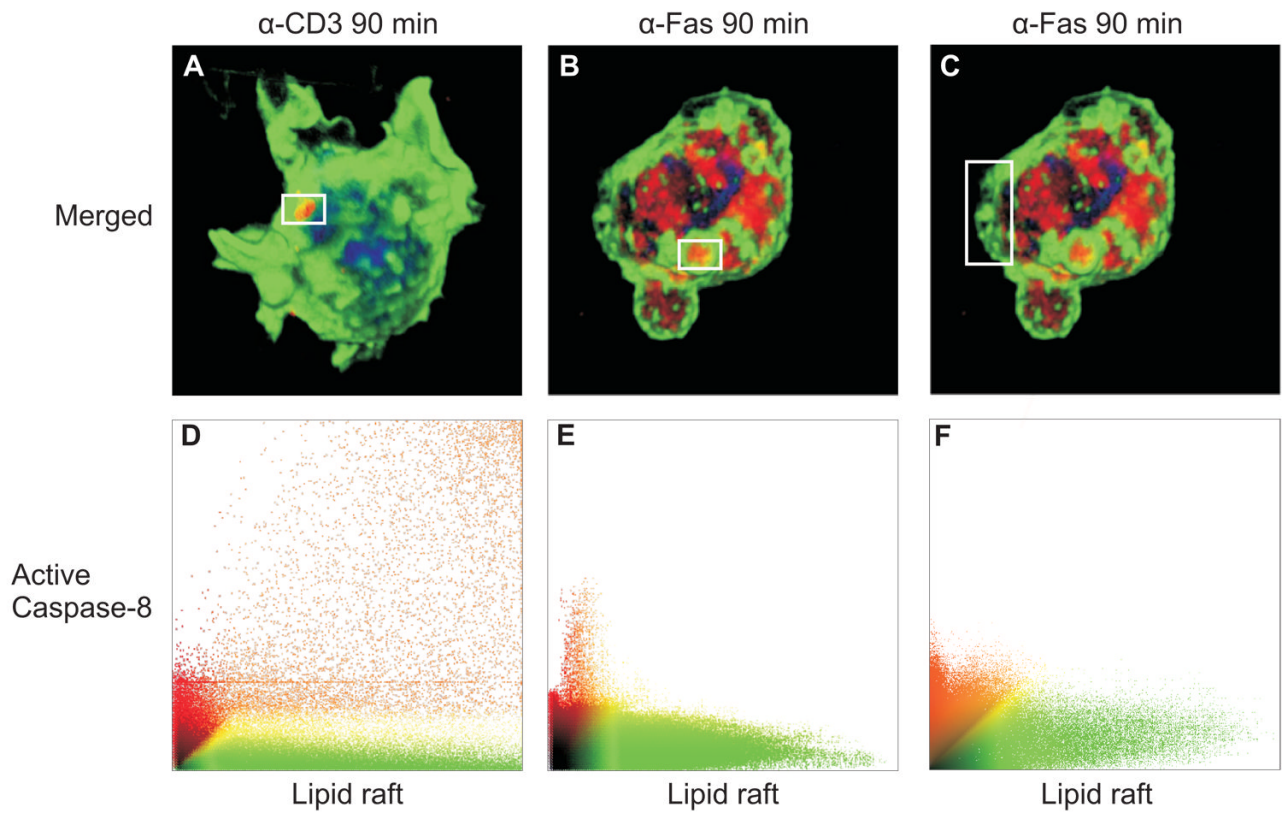 α-CD3 90 min
α-Fas 90 min
α-Fas 90 min
A
B
C
Merged
D
E
F
Active
Caspase-8
Lipid raft
Lipid raft
Lipid raft